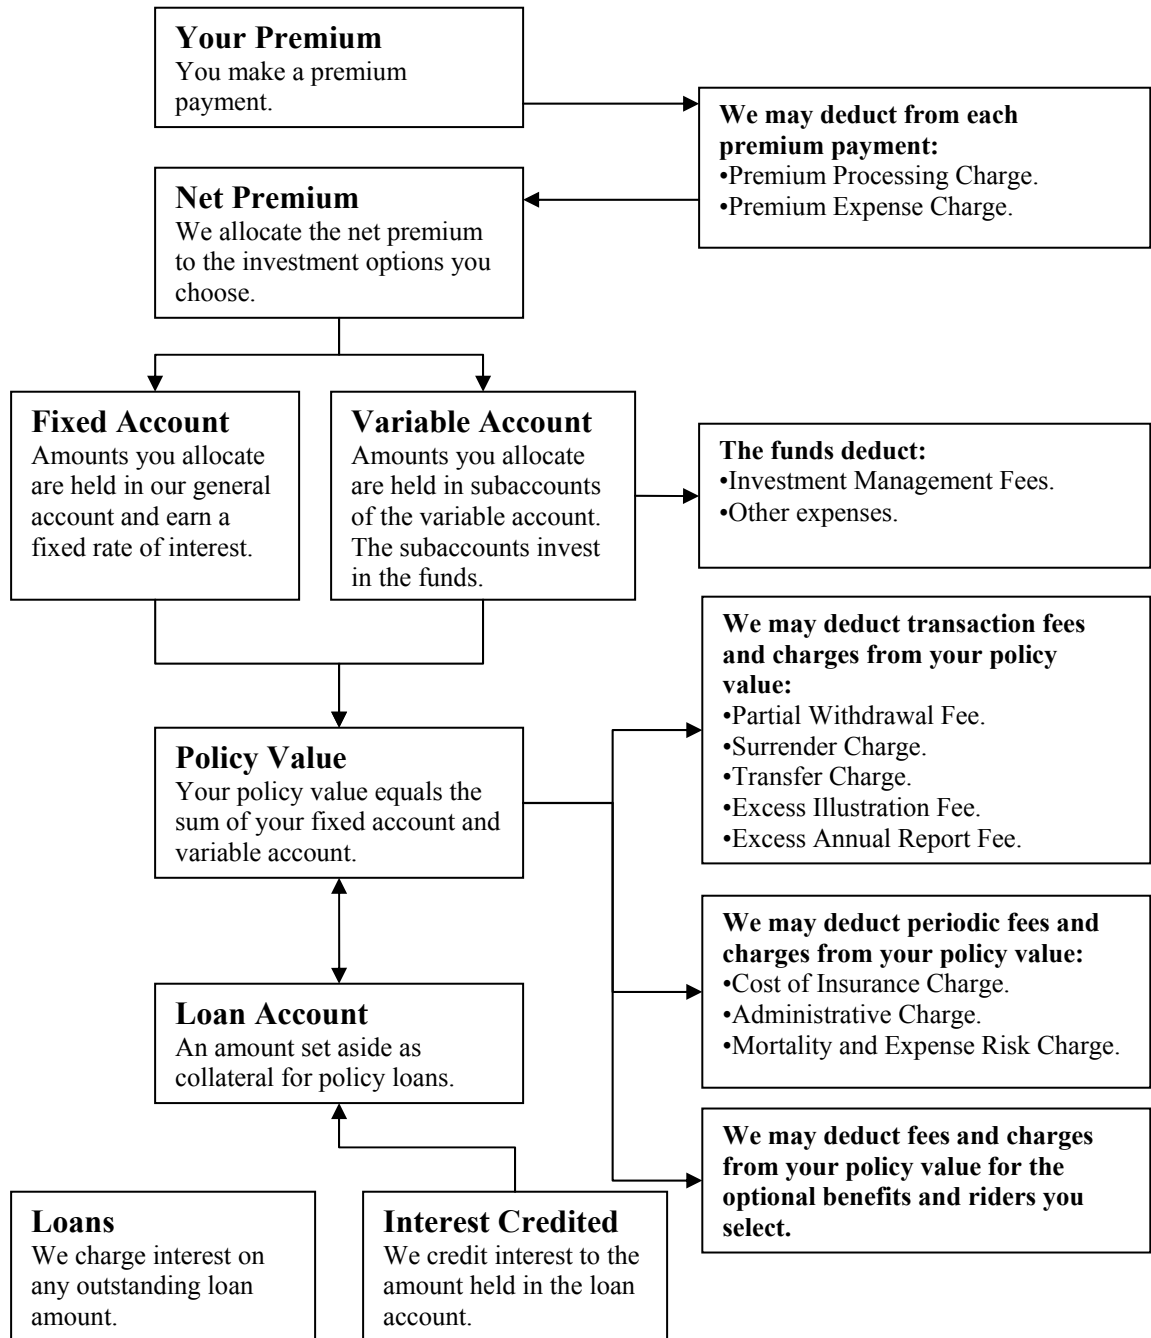 Your Premium
You make a premium
payment.
We may deduct from each
premium payment:
•Premium Processing Charge.
•Premium Expense Charge.
Net Premium
We allocate the net premium
to the investment options you
choose.
Fixed Account
Amounts you allocate
are held in our general
account and earn a
fixed rate of interest.
Variable Account
Amounts you allocate
are held in subaccounts
of the variable account.
The subaccounts invest
in the funds.
The funds deduct:
•Investment Management Fees.
•Other expenses.
We may deduct transaction fees
and charges from your policy
value:
•Partial Withdrawal Fee.
•Surrender Charge.
•Transfer Charge.
•Excess Illustration Fee.
•Excess Annual Report Fee.
Policy Value
Your policy value equals the
sum of your fixed account and
variable account.
We may deduct periodic fees and
charges from your policy value:
•Cost of Insurance Charge.
•Administrative Charge.
•Mortality and Expense Risk Charge.
Loan Account
An amount set aside as
collateral for policy loans.
We may deduct fees and charges
from your policy value for the
optional benefits and riders you
select.
Loans
We charge interest on
any outstanding loan
amount.
Interest Credited
We credit interest to the
amount held in the loan
account.